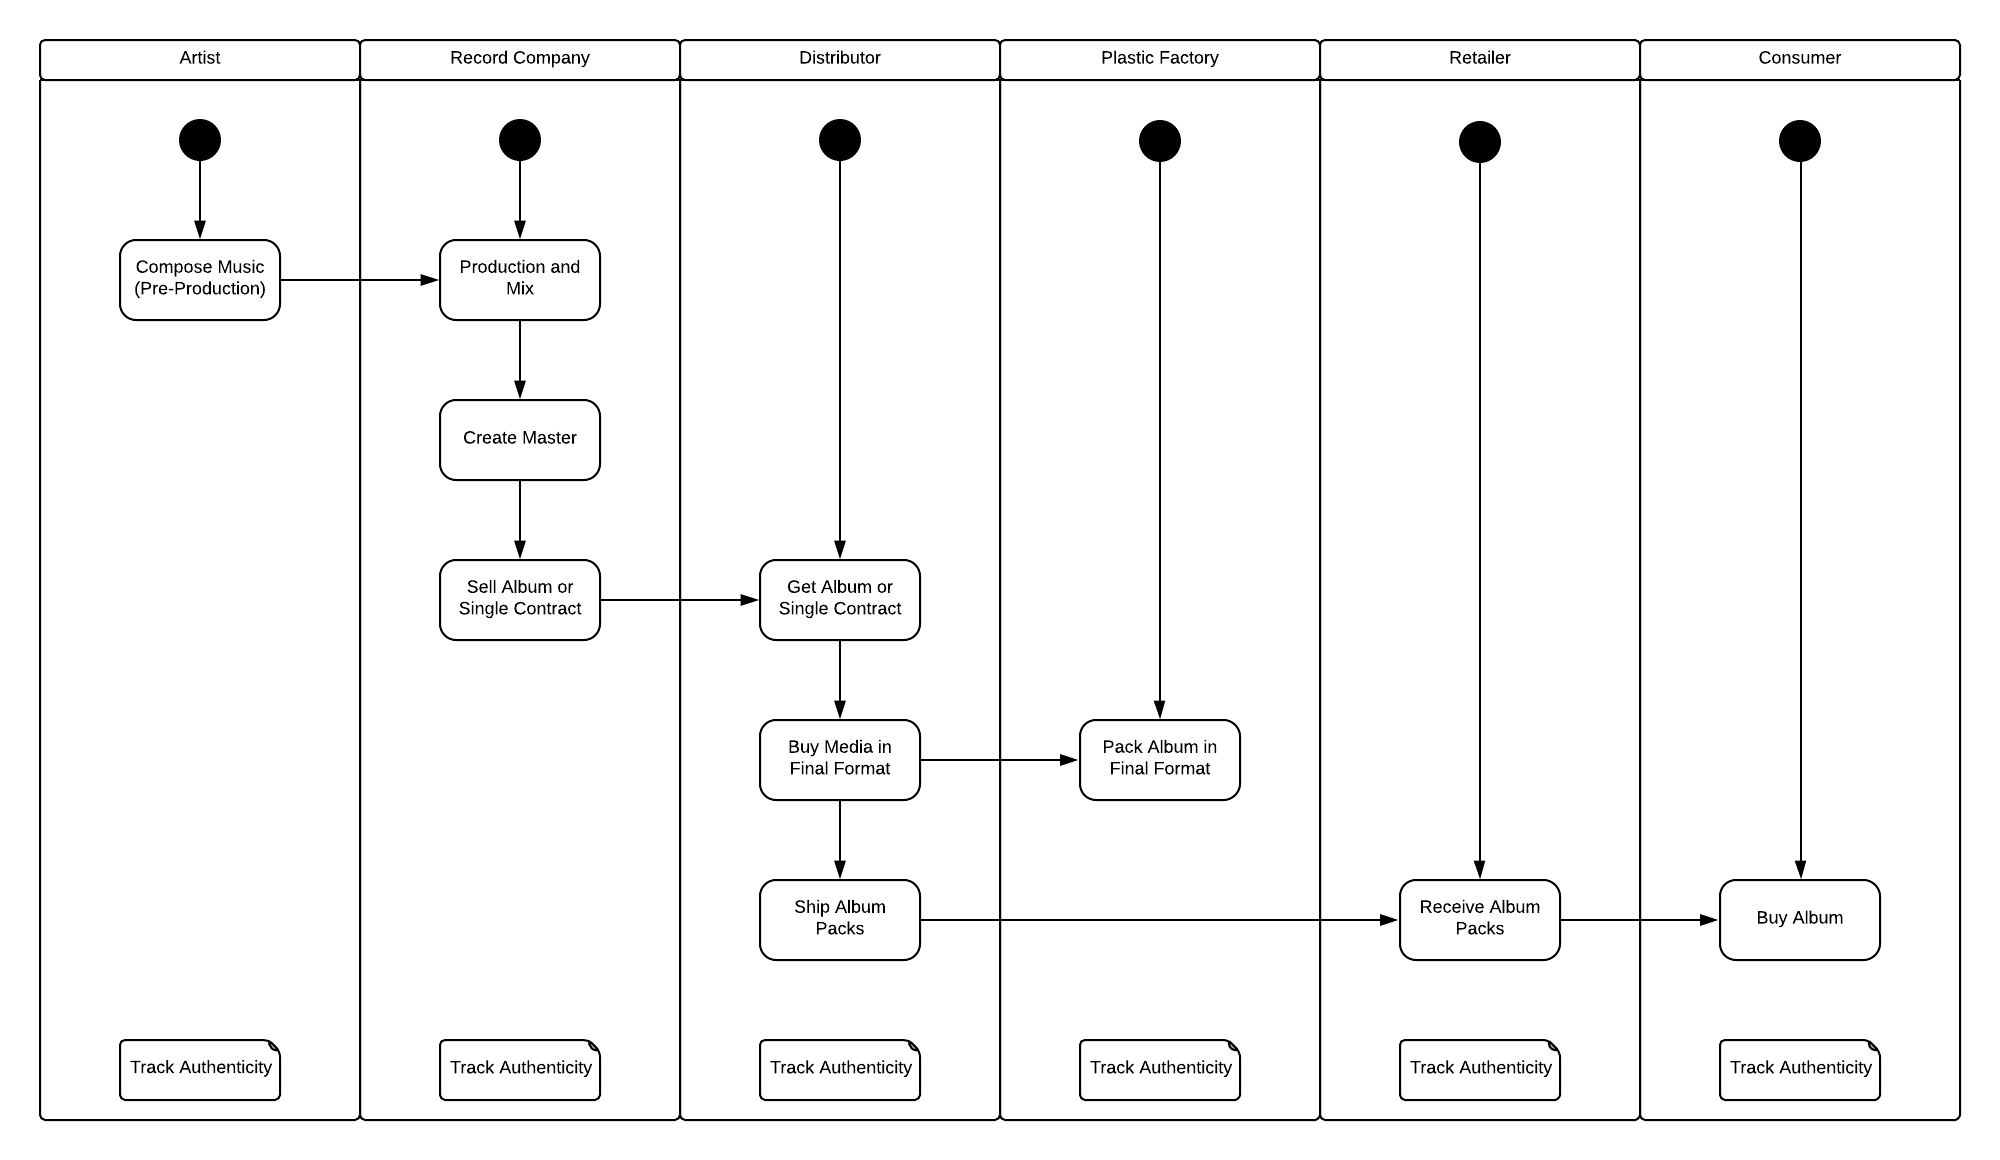 Artist
Record Company
Distributor
Plastic Factory
Retailer
Consumer
Compose Music
(Pre-Production)
Production and
Mix
Create Master
Sell Album or
Single Contract
Get Album or
Single Contract
Buy Media in
Final Format
Pack Album in
Final Format
Ship Album
Packs
Receive Album
Packs
Buy Album
Track Authenticity
Track Authenticity
Track Authenticity
Track Authenticity
Track Authenticity
Track Authenticity